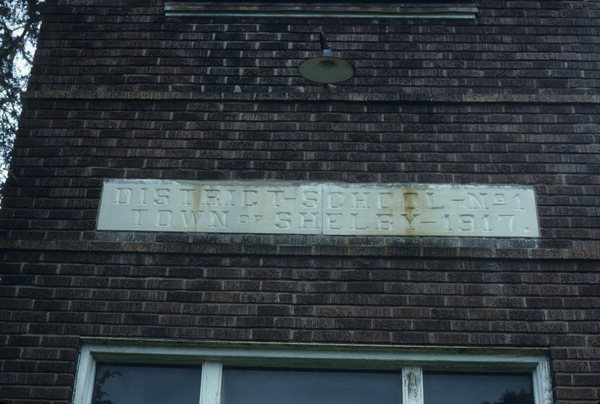 DISTRICT-SCHOOL-No 1
TOWN OF SHELBY-1917.